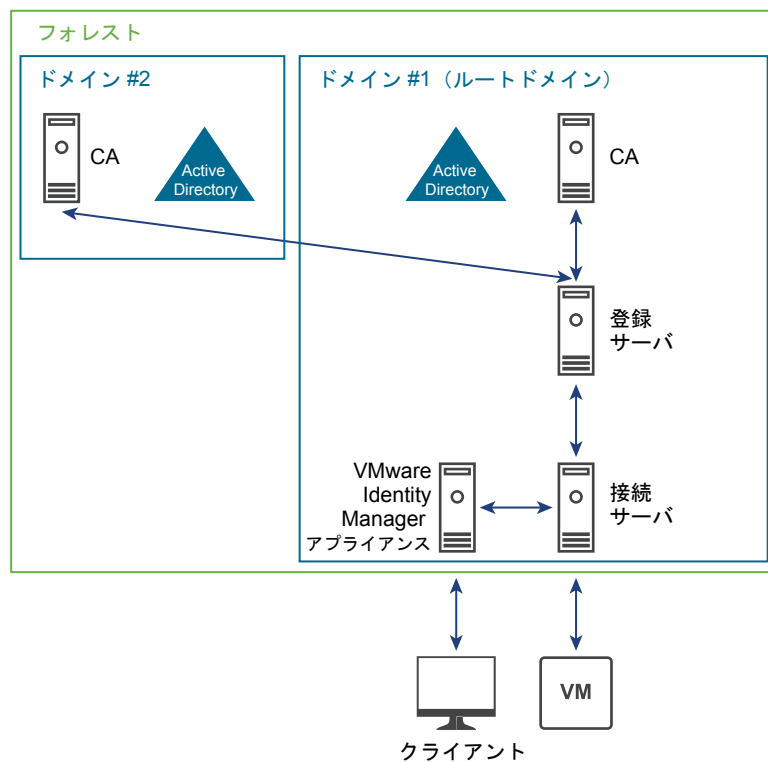 フォレスト
ドメイン #2
ドメイン #1（ルートドメイン）
CA
Active
Directory
Active
Directory
CA
登録
サーバ
VMware
Identity
Manager
アプライアンス
接続
サーバ
VM
クライアント